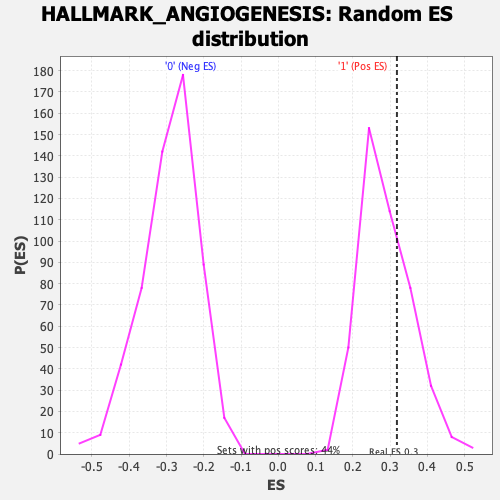 HALLMARK_ANGIOGENESIS: Random ES
distribution
'0' (Neg ES) '1' (Pos ES)
180
170
160
150
140
130
120
110
100
90
80
70
60
50
40
30
20
10
0
P(ES)
Sets with pos scores: 44%
Real ES 0.3
-0.5 -0.4 -0.3 -0.2 -0.1 0.0 0.1 0.2 0.3 0.4 0.5
ES